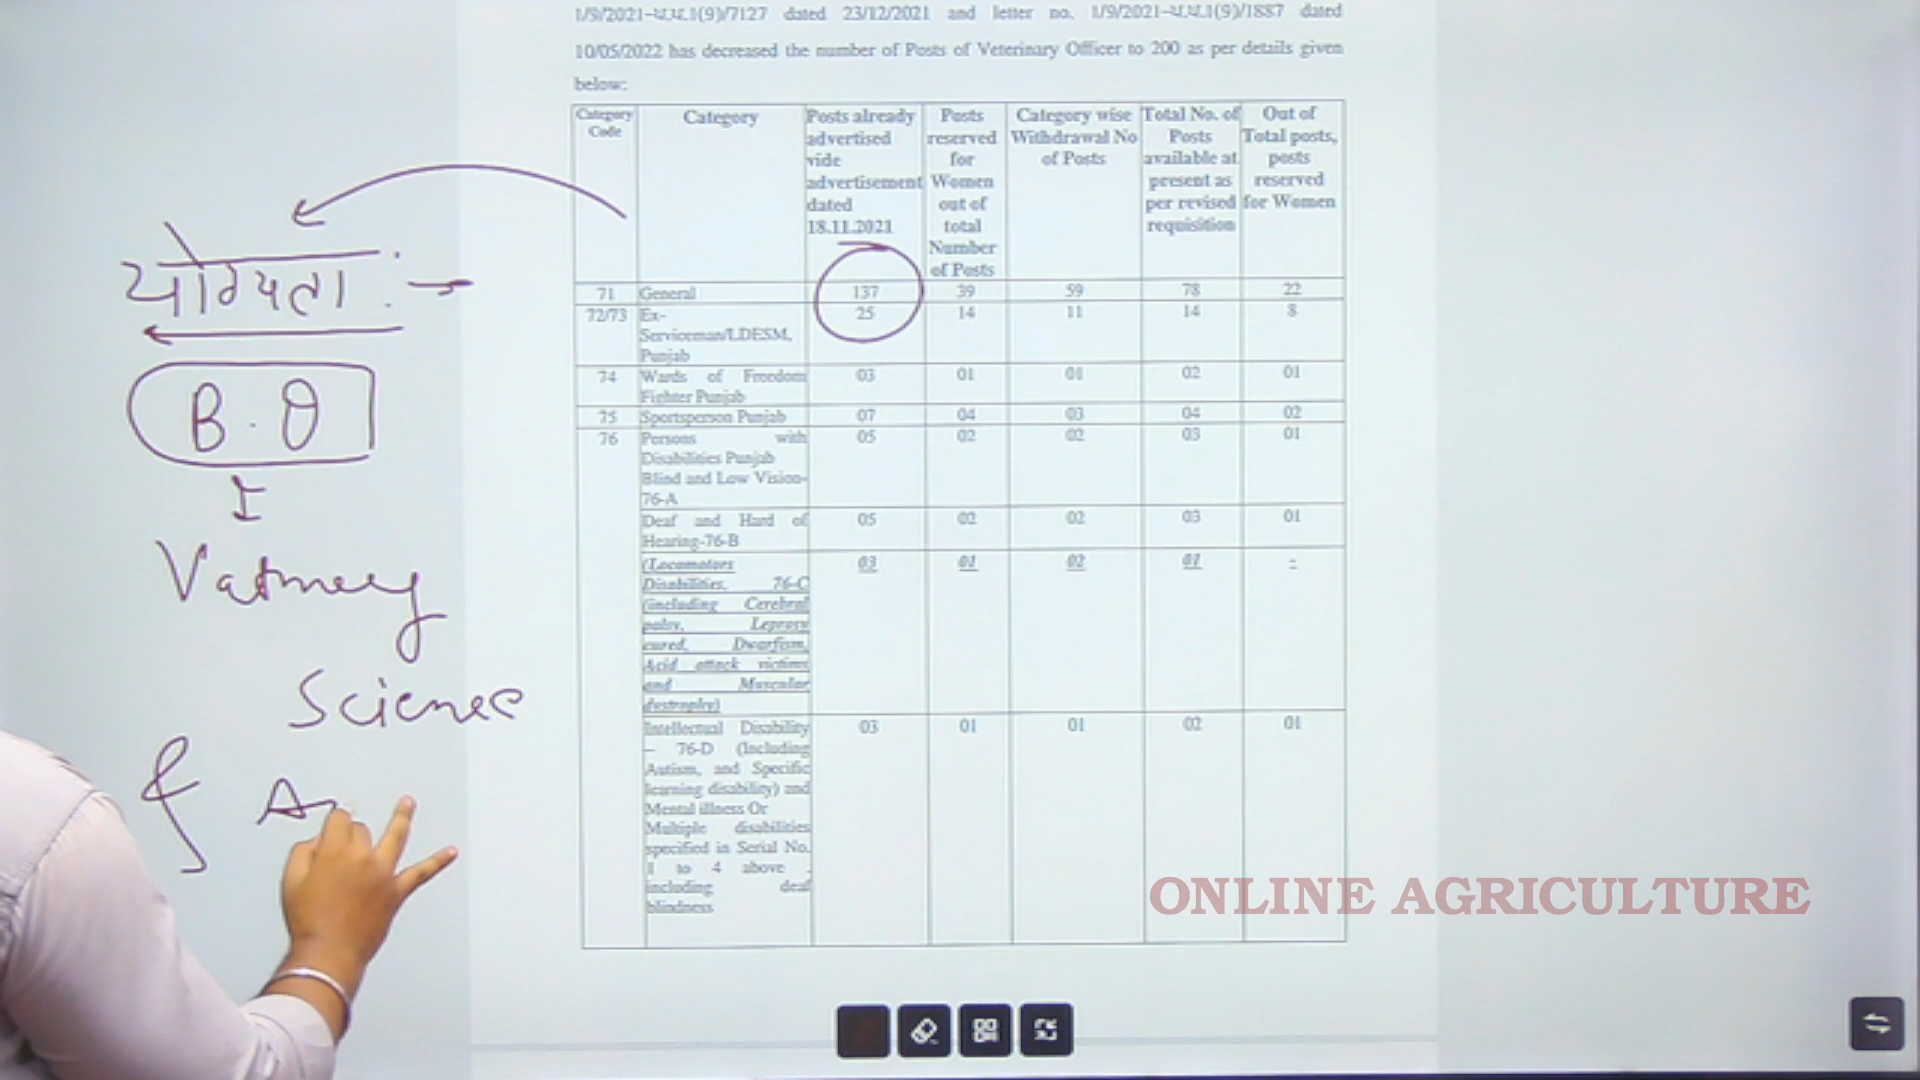 1/9/2021-प.प.1(9)/7127 dated 23/12/2021 and letter no. 1/9/2021-प.प.1(9)/1887 dated
10/05/2022 has decreased the number of Posts of Veterinary Officer to 200 as per details given
below:
Category Code | Category | Posts already advertised vide advertisement dated 18.11.2021 | Posts reserved for Women out of total Number of Posts | Category wise Withdrawal No of Posts | Total No. of Posts available at present as per revised requisition | Out of Total posts, posts reserved for Women
71 General 137 39 59 78 22
72/73 Ex- 25 14 11 14 8
Serviceman/LDESM,
Punjab
74 Wards of Freedom 03 01 01 02 01
Fighter Punjab
75 Sportsperson Punjab 07 04 03 04 02
76 Persons with 05 02 02 03 01
Disabilities Punjab
Blind and Low Vision-
76-A
Deaf and Hard of 05 02 02 03 01
Hearing-76-B
(Locomotors 03 01 02 01 -
Disabilities, 76-C
(including Cerebral
palsy, Leprosy
cured, Dwarfism,
Acid attack victims
and Muscular
dystrophy)
Intellectual Disability 03 01 01 02 01
– 76-D (Including
Autism, and Specific
learning disability) and
Mental illness Or
Multiple disabilities
specified in Serial No.
1 to 4 above
including deaf
blindness
योग्यता :-
B.
Science
&
ONLINE AGRICULTURE